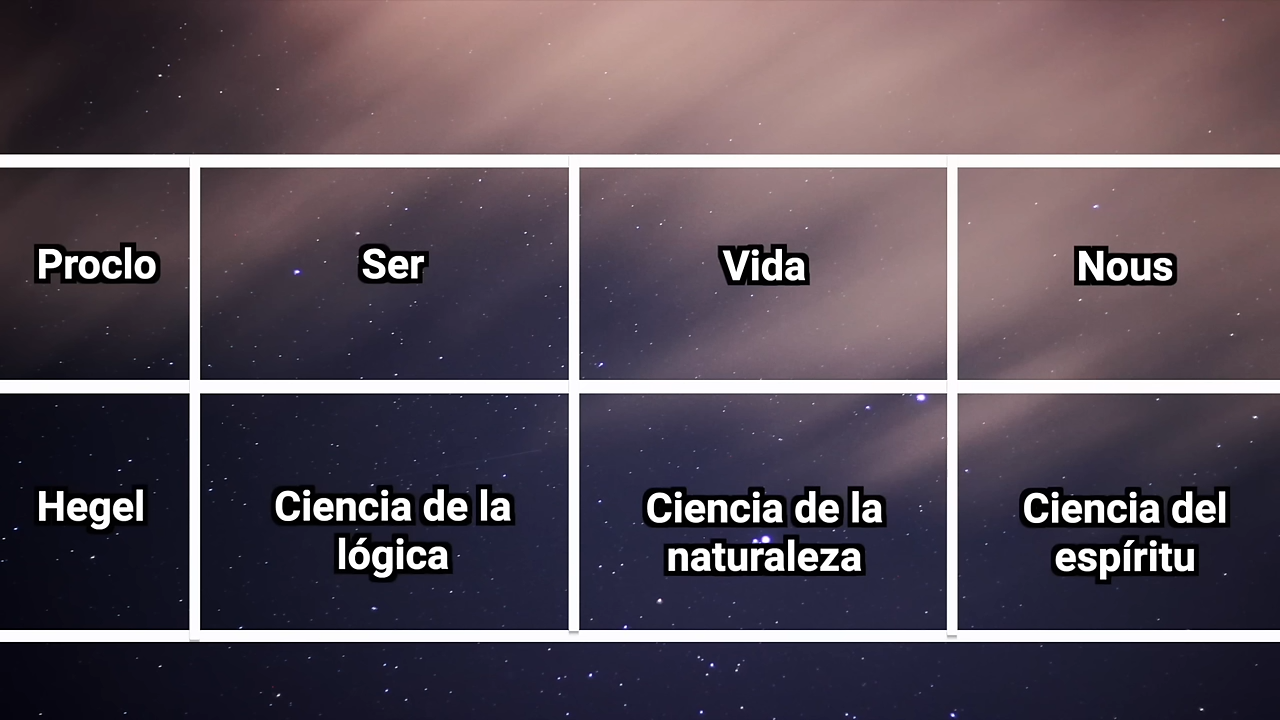 Proclo
Ser
Vida
Nous
Hegel
Ciencia de la
lógica
Ciencia de la
naturaleza
Ciencia del
espíritu